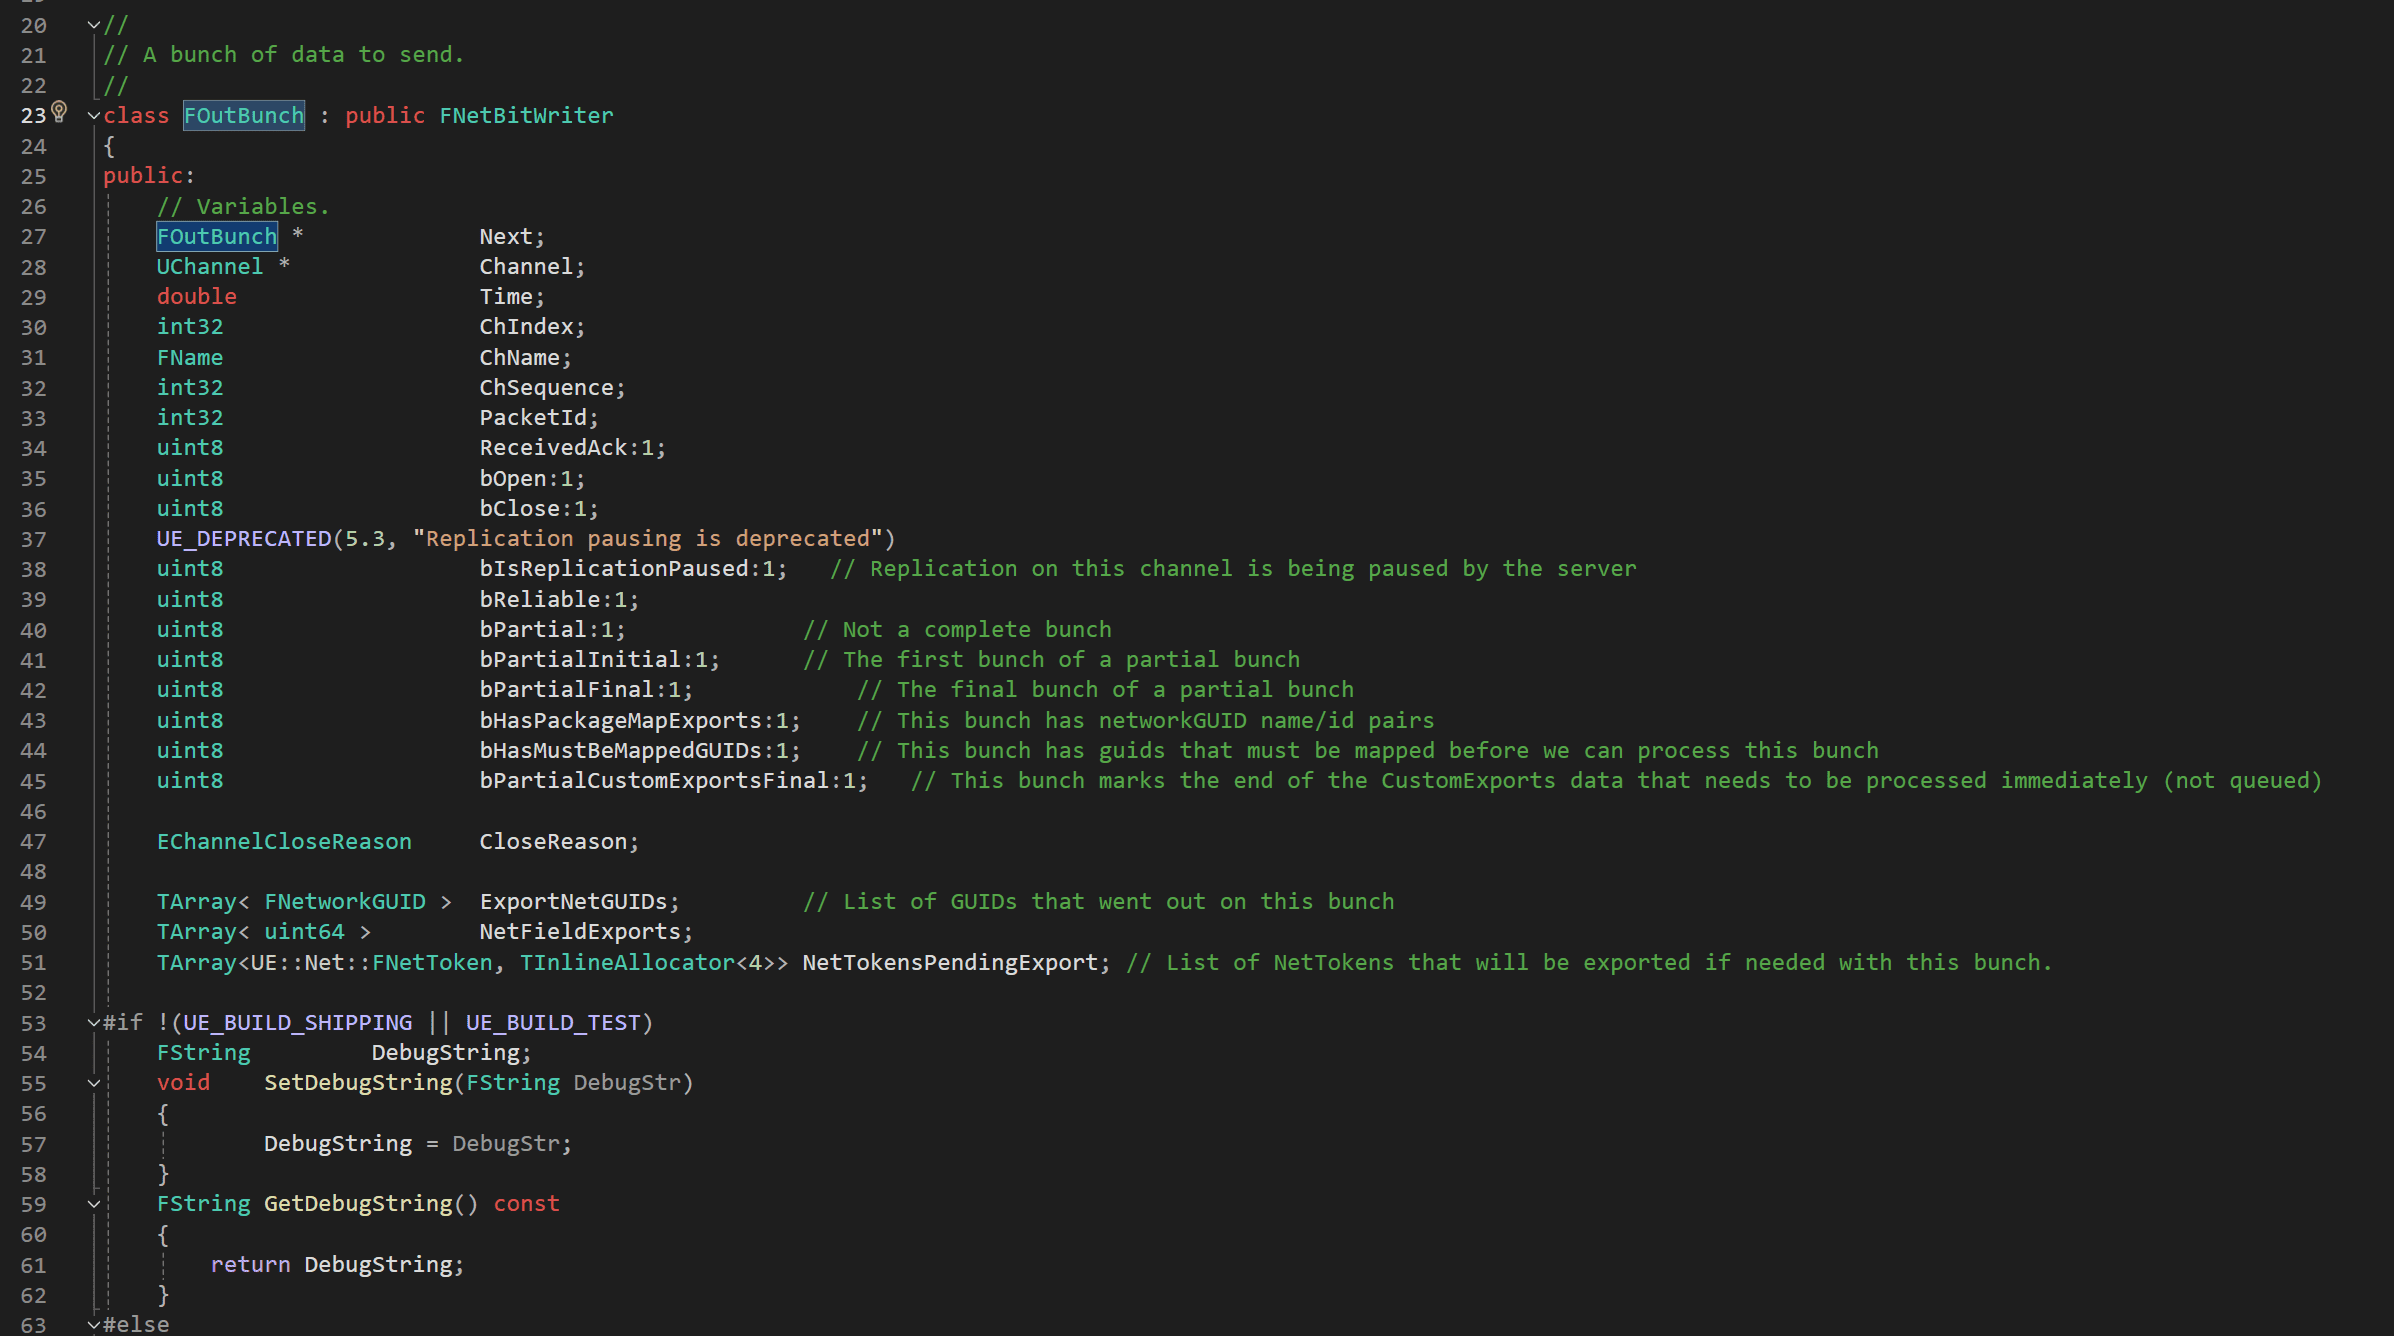 20 //
21 // A bunch of data to send.
22 //
23 class FOutBunch : public FNetBitWriter
24 {
25 public:
26 // Variables.
27 FOutBunch * Next;
28 UChannel * Channel;
29 double Time;
30 int32 ChIndex;
31 FName ChName;
32 int32 ChSequence;
33 int32 PacketId;
34 uint8 ReceivedAck:1;
35 uint8 bOpen:1;
36 uint8 bClose:1;
37 UE_DEPRECATED(5.3, "Replication pausing is deprecated")
38 uint8 bIsReplicationPaused:1; // Replication on this channel is being paused by the server
39 uint8 bReliable:1;
40 uint8 bPartial:1; // Not a complete bunch
41 uint8 bPartialInitial:1; // The first bunch of a partial bunch
42 uint8 bPartialFinal:1; // The final bunch of a partial bunch
43 uint8 bHasPackageMapExports:1; // This bunch has networkGUID name/id pairs
44 uint8 bHasMustBeMappedGUIDs:1; // This bunch has guids that must be mapped before we can process this bunch
45 uint8 bPartialCustomExportsFinal:1; // This bunch marks the end of the CustomExports data that needs to be processed immediately (not queued)
46
47 EChannelCloseReason CloseReason;
48
49 TArray< FNetworkGUID > ExportNetGUIDs; // List of GUIDs that went out on this bunch
50 TArray< uint64 > NetFieldExports;
51 TArray<UE::Net::FNetToken, TInlineAllocator<4>> NetTokensPendingExport; // List of NetTokens that will be exported if needed with this bunch.
52
53 #if !(UE_BUILD_SHIPPING || UE_BUILD_TEST)
54 FString DebugString;
55 void SetDebugString(FString DebugStr)
56 {
57 DebugString = DebugStr;
58 }
59 FString GetDebugString() const
60 {
61 return DebugString;
62 }
63 #else